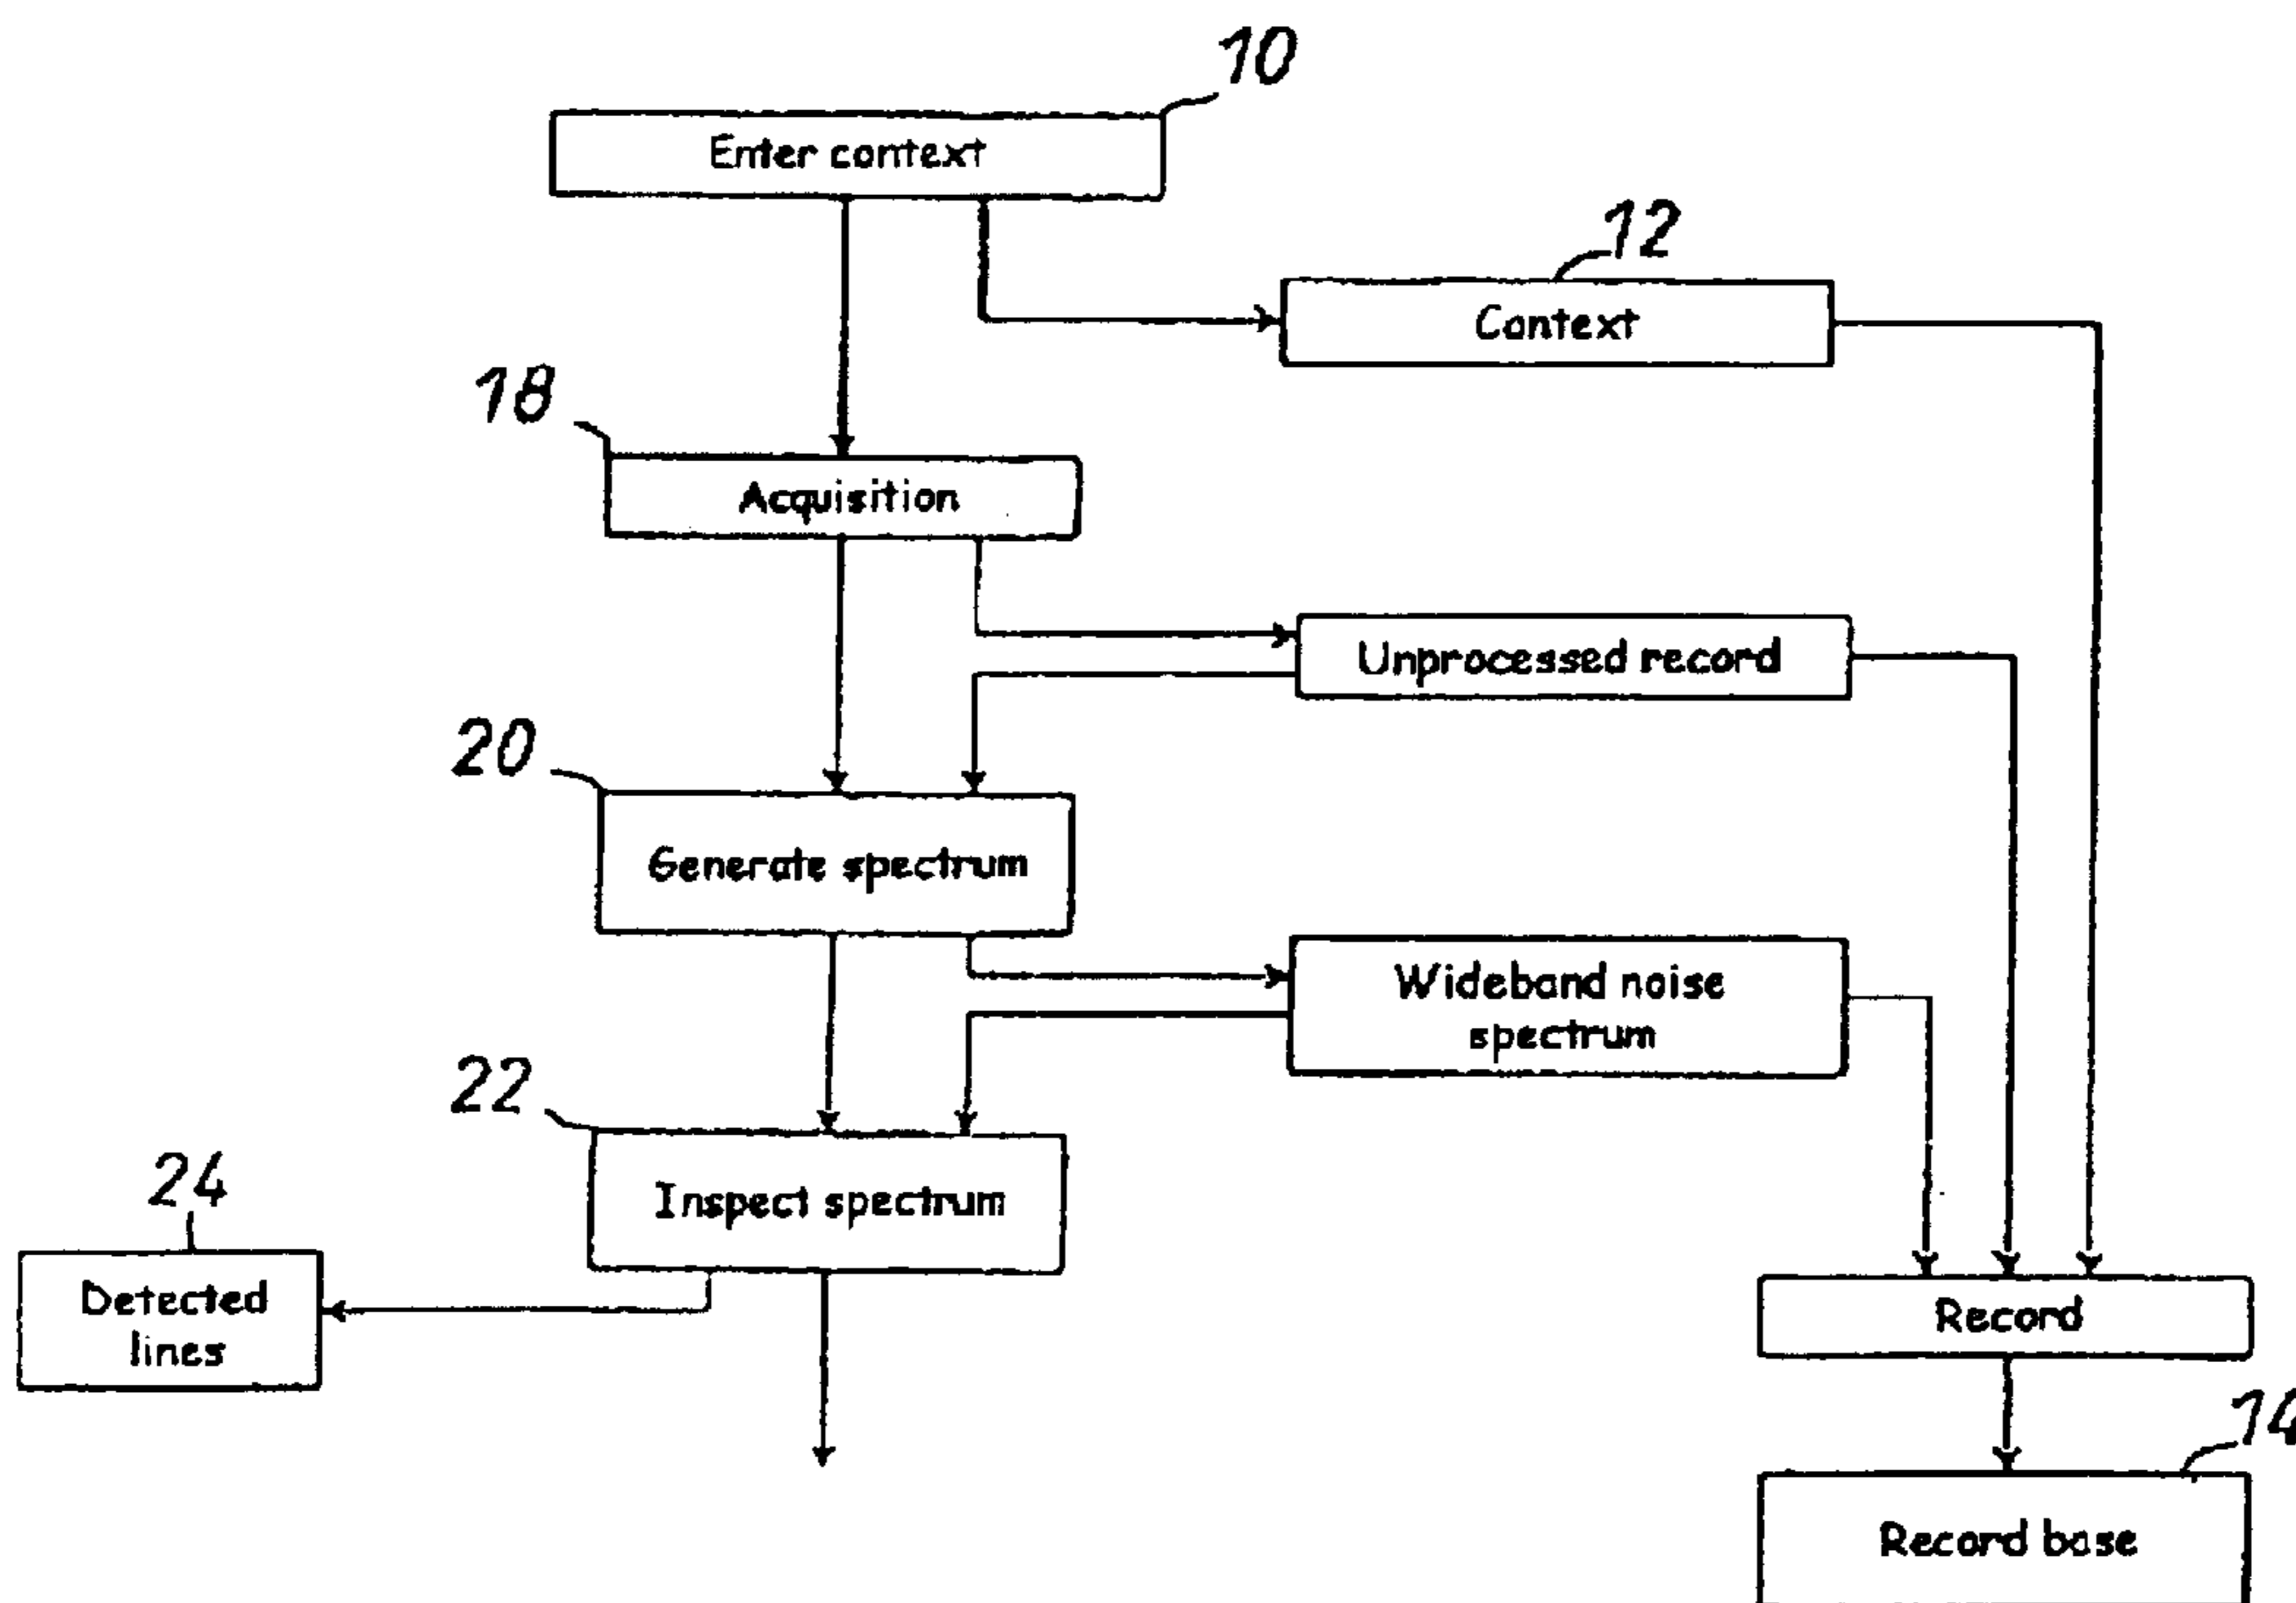 10
Enter context
12
Context
18
Acquisition
Unprocessed record
20
Generate spectrum
Wideband noise
spectrum
22
Inspect spectrum
24
Detected
lines
Record
14
Record base